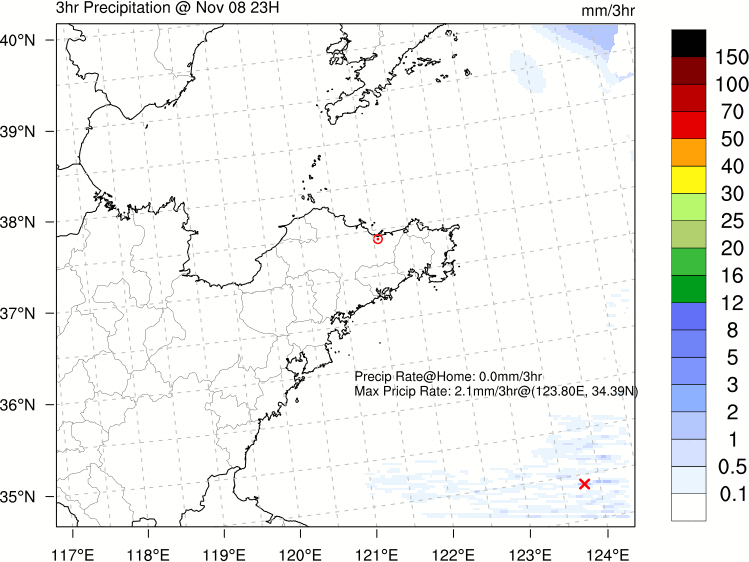 3hr Precipitation @ Nov 08 23H
mm/3hr
40°N
39°N
38°N
37°N
36°N
35°N
Precip Rate@Home: 0.0mm/3hr
Max Pricip Rate: 2.1mm/3hr@(123.80E, 34.39N)
117°E
118°E
119°E
120°E
121°E
122°E
123°E
124°E
150
100
70
50
40
30
25
20
16
12
8
5
3
2
1
0.5
0.1